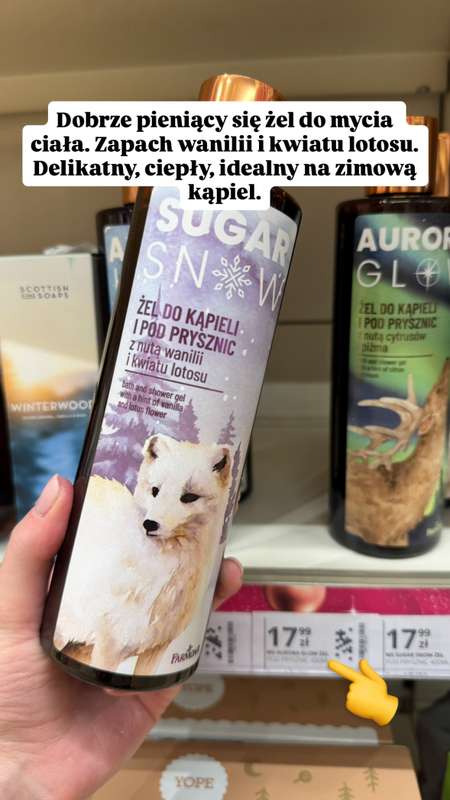 Dobrze pieniący się żel do mycia
ciała. Zapach wanilii i kwiatu lotosu.
Delikatny, ciepły, idealny na zimową
kąpiel.
SUGAR
SNOW
ŻEL DO KĄPIELI
I POD PRYSZNIC
z nutą wanilii
i kwiatu lotosu
bath and shower gel
with a hint of vanilla
and lotus flower
FARMONA
SCOTTISH
FINE SOAPS
WINTERWOOD
AUROR
GLOW
ŻEL DO KĄPIELI
I POD PRYSZNIC
z nutą cytrusów
i piżma
17 99
zł
17 99
zł
YOPE
YOPE